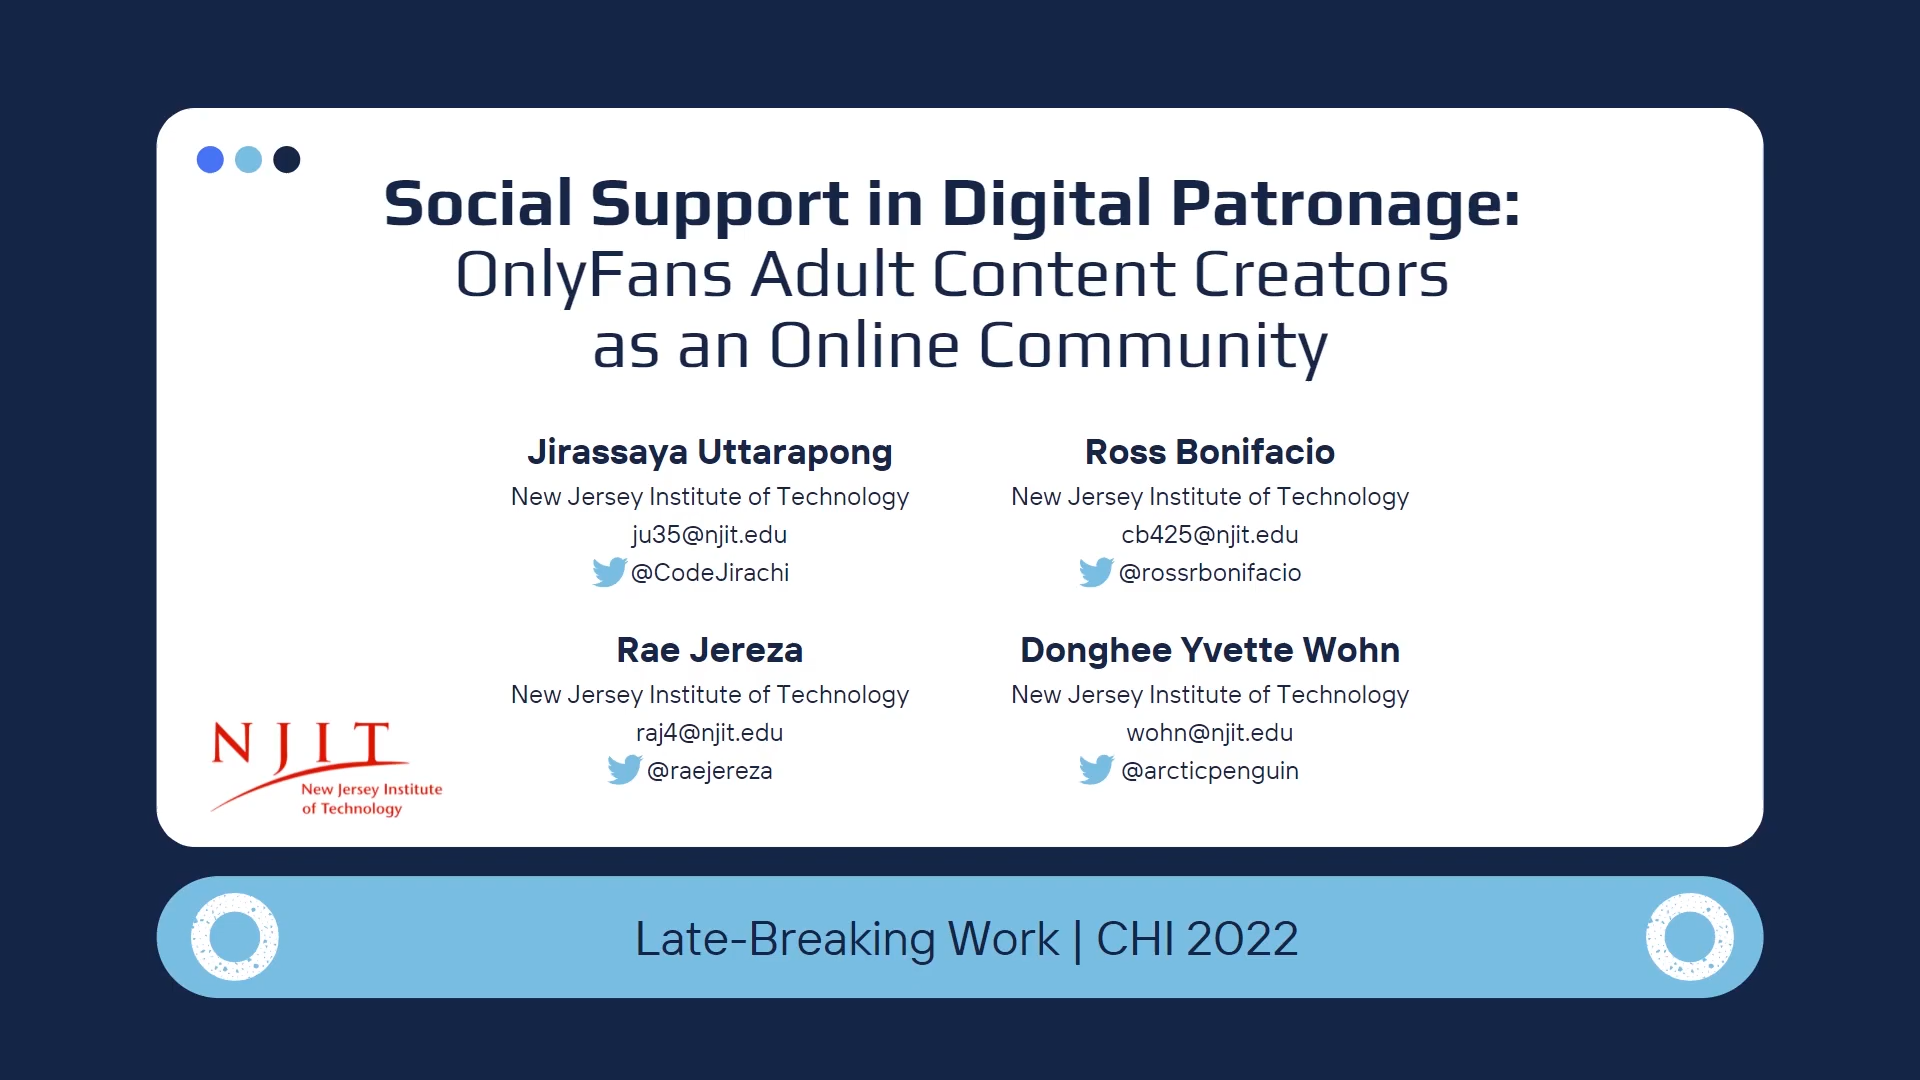 Social Support in Digital Patronage:
OnlyFans Adult Content Creators
as an Online Community
Jirassaya Uttarapong
New Jersey Institute of Technology
ju35@njit.edu
@CodeJirachi
Ross Bonifacio
New Jersey Institute of Technology
cb425@njit.edu
@rossrbonifacio
Rae Jereza
New Jersey Institute of Technology
raj4@njit.edu
@raejereza
Donghee Yvette Wohn
New Jersey Institute of Technology
wohn@njit.edu
@arcticpenguin
NJIT
New Jersey Institute
of Technology
Late-Breaking Work | CHI 2022